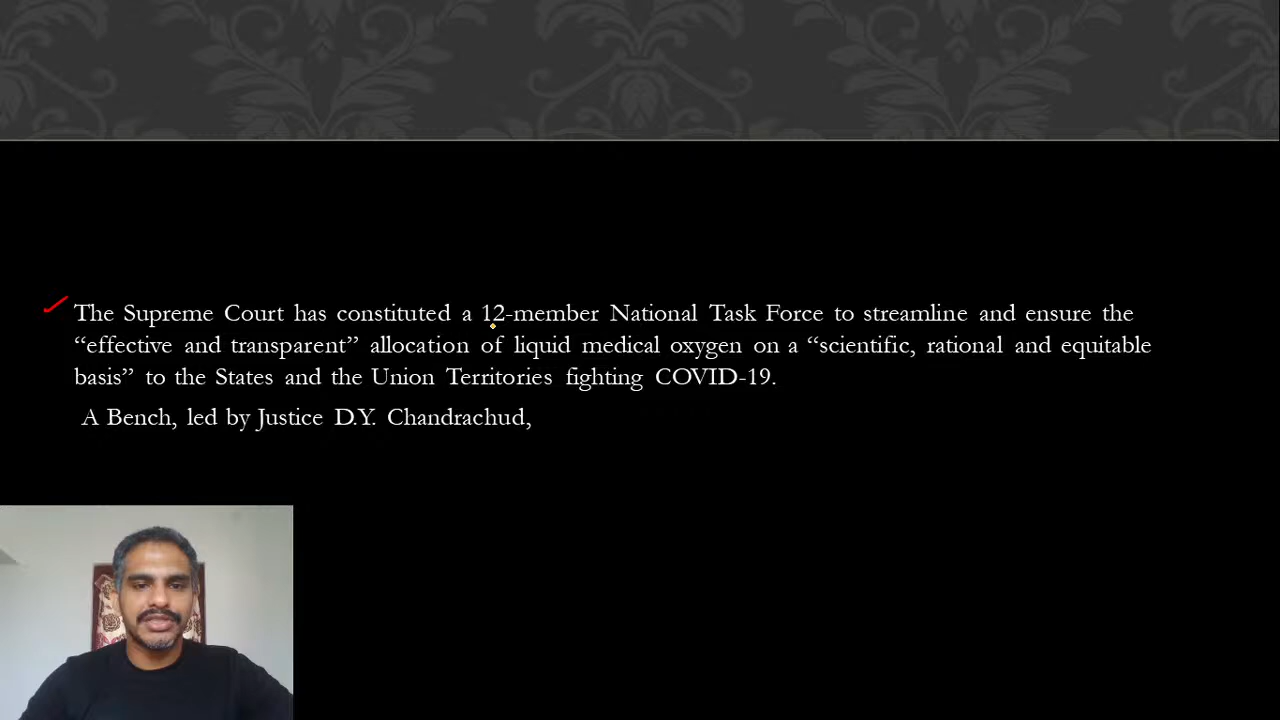 The Supreme Court has constituted a 12-member National Task Force to streamline and ensure the
“effective and transparent” allocation of liquid medical oxygen on a “scientific, rational and equitable
basis” to the States and the Union Territories fighting COVID-19.
A Bench, led by Justice D.Y. Chandrachud,